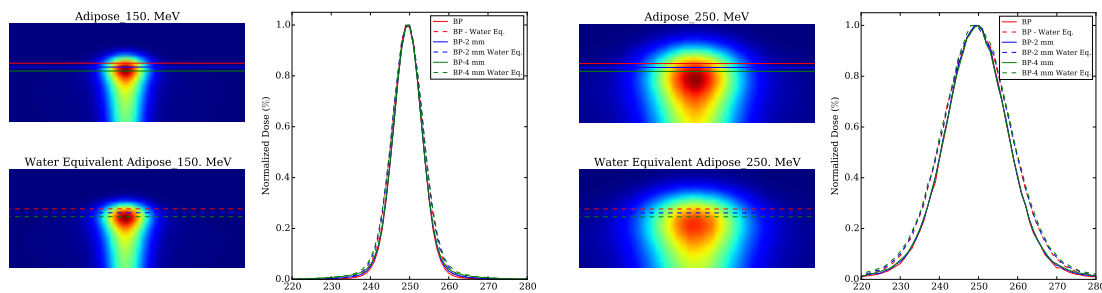 Adipose_150. MeV
Water Equivalent Adipose_150. MeV
Normalized Dose (%)
1.0
0.8
0.6
0.4
0.2
0.0
220 230 240 250 260 270 280
BP
BP - Water Eq.
BP-2 mm
BP-2 mm Water Eq.
BP-4 mm
BP-4 mm Water Eq.
Adipose_250. MeV
Water Equivalent Adipose_250. MeV
Normalized Dose (%)
1.0
0.8
0.6
0.4
0.2
0.0
220 230 240 250 260 270 280
BP
BP - Water Eq.
BP-2 mm
BP-2 mm Water Eq.
BP-4 mm
BP-4 mm Water Eq.